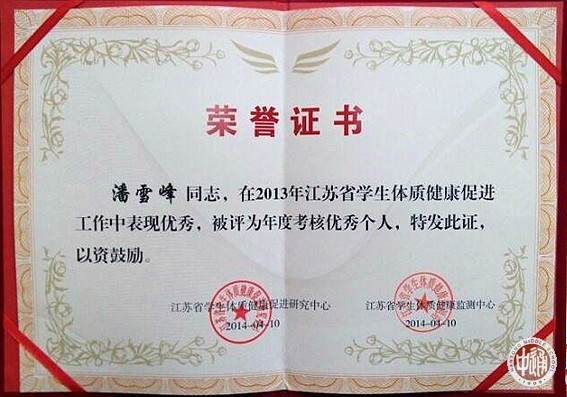 荣誉证书
潘雪峰 同志，在2013年江苏省学生体质健康促进
工作中表现优秀，被评为年度考核优秀个人，特发此证，
以资鼓励。
江苏省学生体质健康促进研究中心 江苏省学生体质健康监测中心
2014-04-10 2014-04-10